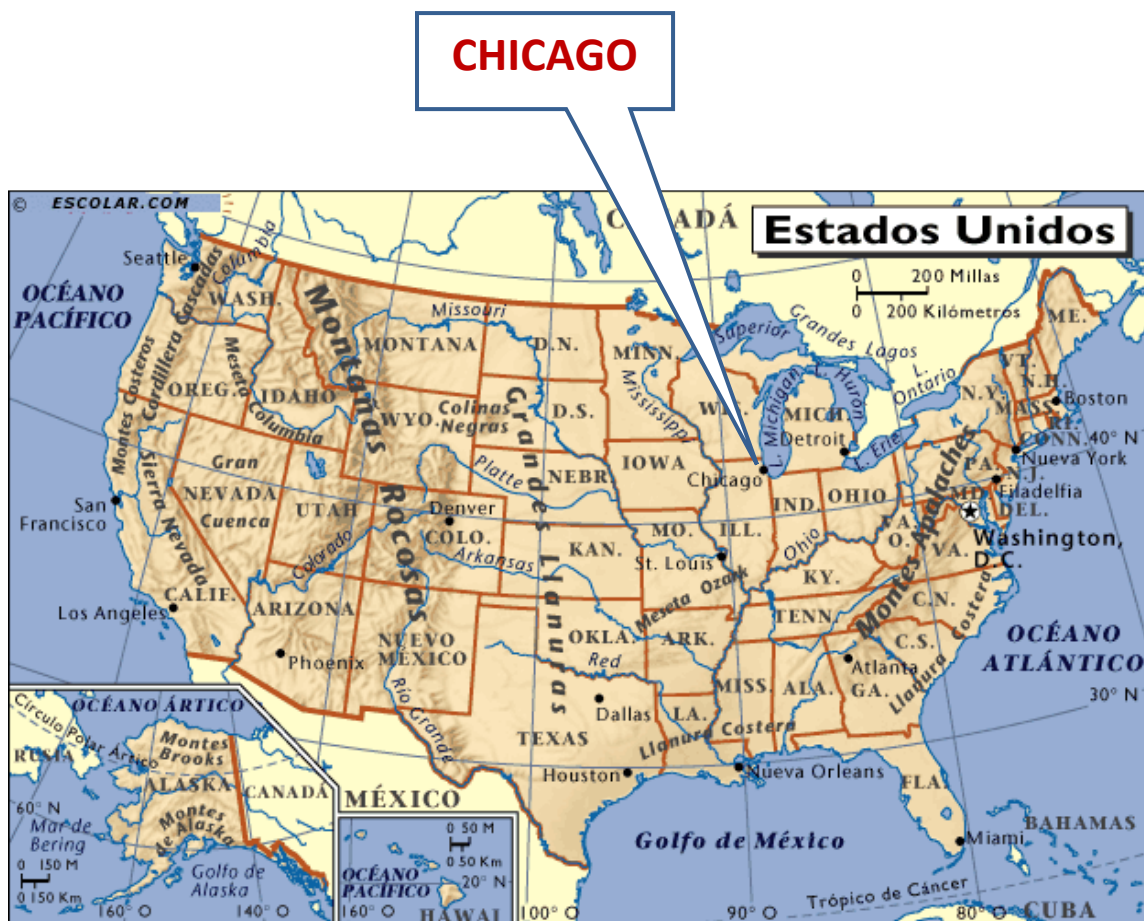 CHICAGO
© ESCOLAR.COM
CANADÁ
Estados Unidos
0 200 Millas
0 200 Kilómetros
Seattle
Columbia
OCÉANO
PACÍFICO
WASH.
Cordillera Cascadas
Montes Costeros
Montañas
Rocosas
Missouri
MONTANA
D.N.
MINN.
Superior
Grandes Lagos
L. Ontario
ME.
VT.
N.H.
N.Y.
MASS.
Boston
RI.
CONN.
40° N
OREG.
Meseta
Columbia
IDAHO
WYO.
Colinas
Negras
D.S.
Mississippi
L. Michigan
L. Huron
MICH.
Detroit
L. Erie
Nueva York
PA.
N.J.
Filadelfia
MD.
DEL.
Gran
Cuenca
NEVADA
UTAH
Sierra Nevada
San
Francisco
Platte
Grandes Llanuras
NEBR.
IOWA
Chicago
IND.
OHIO
Denver
COLO.
Colorado
Arkansas
KAN.
MO.
ILL.
St. Louis
Ohio
VA.
O.
VA.
Washington,
D.C.
Montes Apalaches
CALIF.
Los Angeles
ARIZONA
Phoenix
NUEVO
MÉXICO
OKLA.
Red
Meseta Ozark
ARK.
KY.
TENN.
C.N.
C.S.
Llanura Costera
OCÉANO
ATLÁNTICO
30° N
Atlanta
MISS.
ALA.
GA.
Dallas
LA.
Llanura Costera
TEXAS
Río Grande
Houston
Nueva Orleans
FLA.
Miami
BAHAMAS
Golfo de México
MÉXICO
Trópico de Cáncer
CUBA
100° O
90° O
80° O
OCÉANO ÁRTICO
Círculo Polar Ártico
RUSIA
Montes
Brooks
ALASKA
CANADÁ
60° N
Mar de
Bering
Montes
de Alaska
Golfo de
Alaska
0 150 M
0 150 Km
160° O
140° O
0 50 M
0 50 Km
OCÉANO
PACÍFICO
20° N
160° O
HAWAI